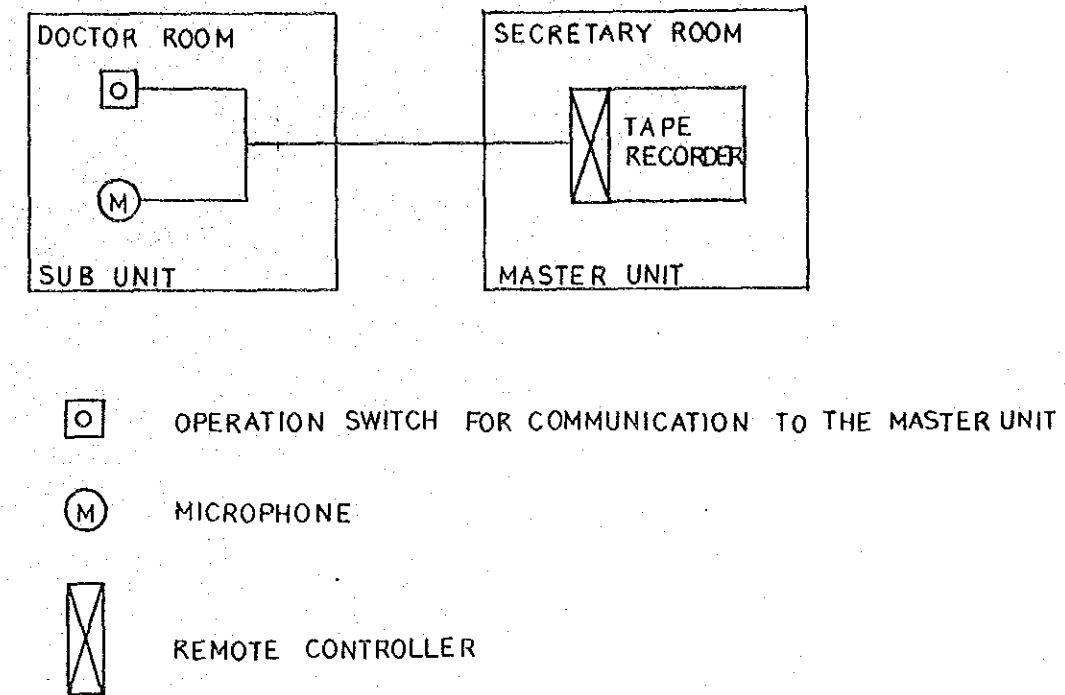 DOCTOR ROOM
O
M
SUB UNIT
SECRETARY ROOM
TAPE
RECORDER
MASTER UNIT
O OPERATION SWITCH FOR COMMUNICATION TO THE MASTER UNIT
M MICROPHONE
REMOTE CONTROLLER